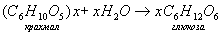 (C₆H₁₀O₅)x + xH₂O → xC₆H₁₂O₆
крахмал глюкоза